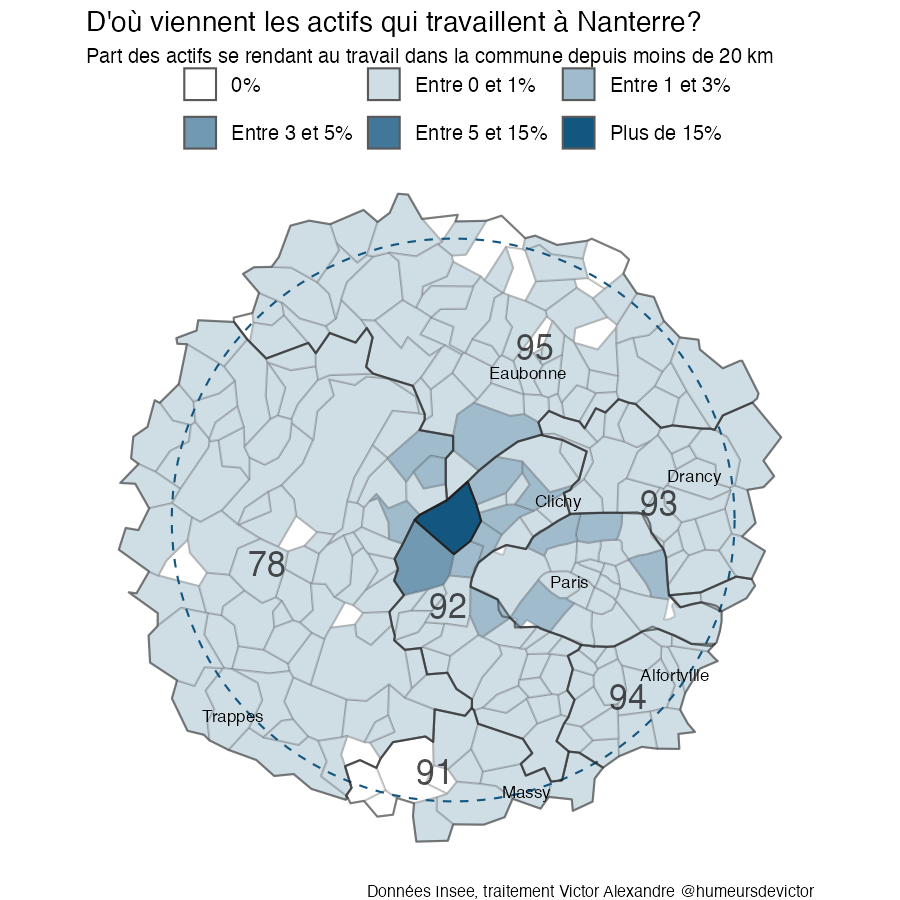 D'où viennent les actifs qui travaillent à Nanterre?
Part des actifs se rendant au travail dans la commune depuis moins de 20 km
0% Entre 0 et 1% Entre 1 et 3%
Entre 3 et 5% Entre 5 et 15% Plus de 15%
95
Eaubonne
Drancy
Clichy
93
78
Paris
92
Alfortville
94
Trappes
91
Massy
Données Insee, traitement Victor Alexandre @humeursdevictor